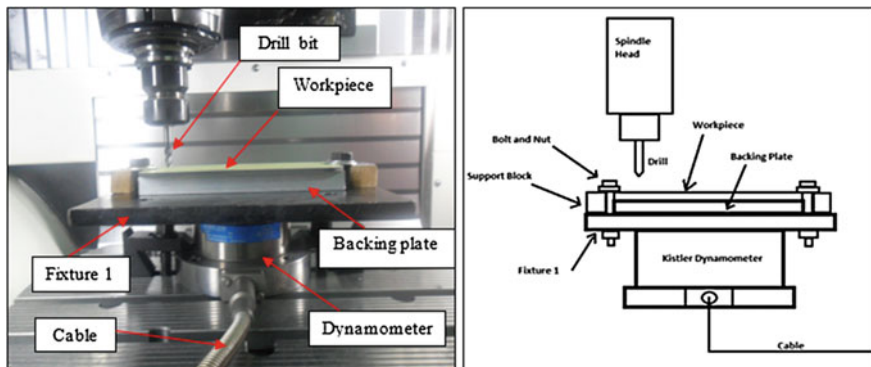 Drill bit
Workpiece
Fixture 1
Backing plate
Cable
Dynamometer
Spindle
Head
Bolt and Nut
Workpiece
Drill
Backing Plate
Support Block
Fixture 1
Kistler Dynamometer
Cable